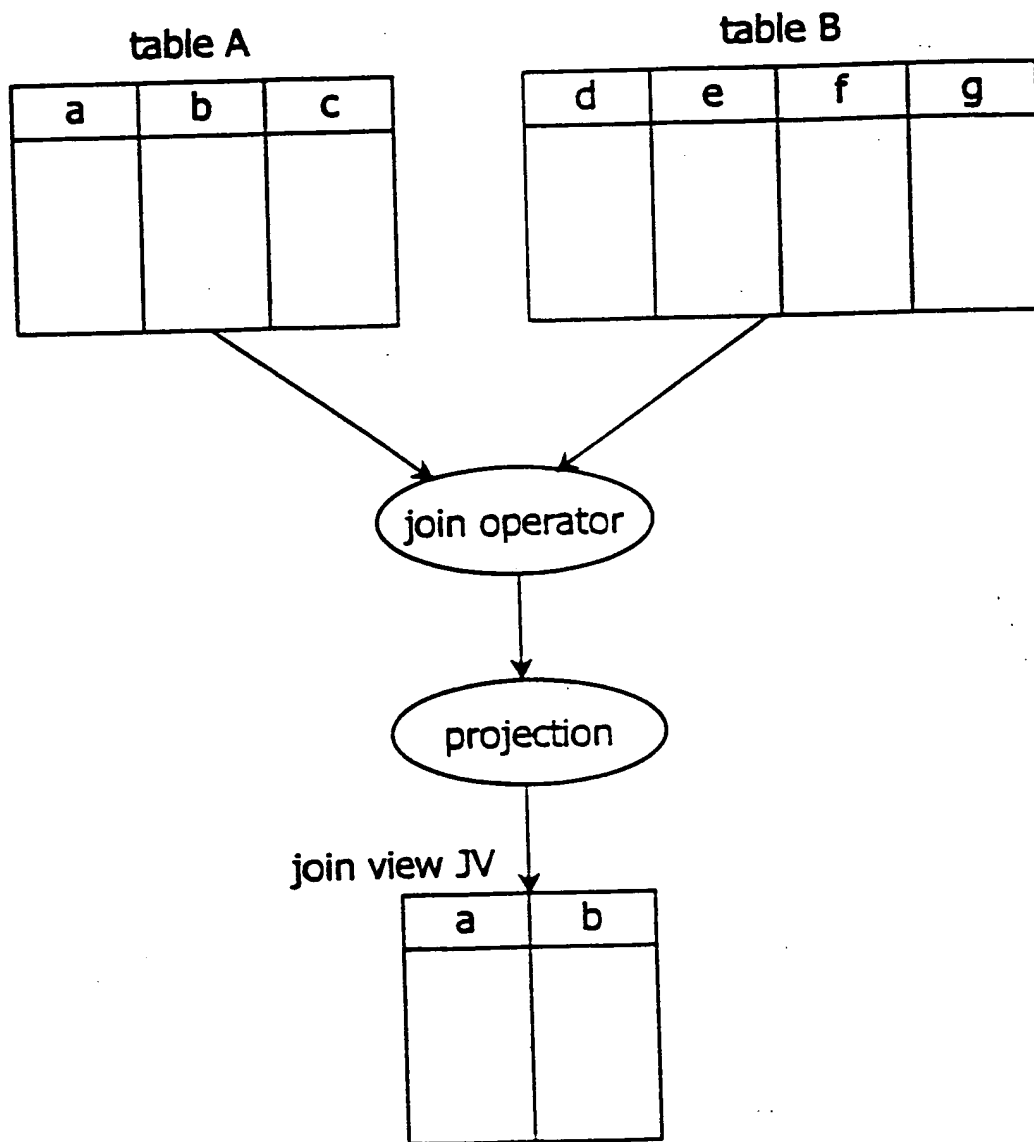 table A
table B
a b c
d e f g
join operator
projection
join view JV
a b